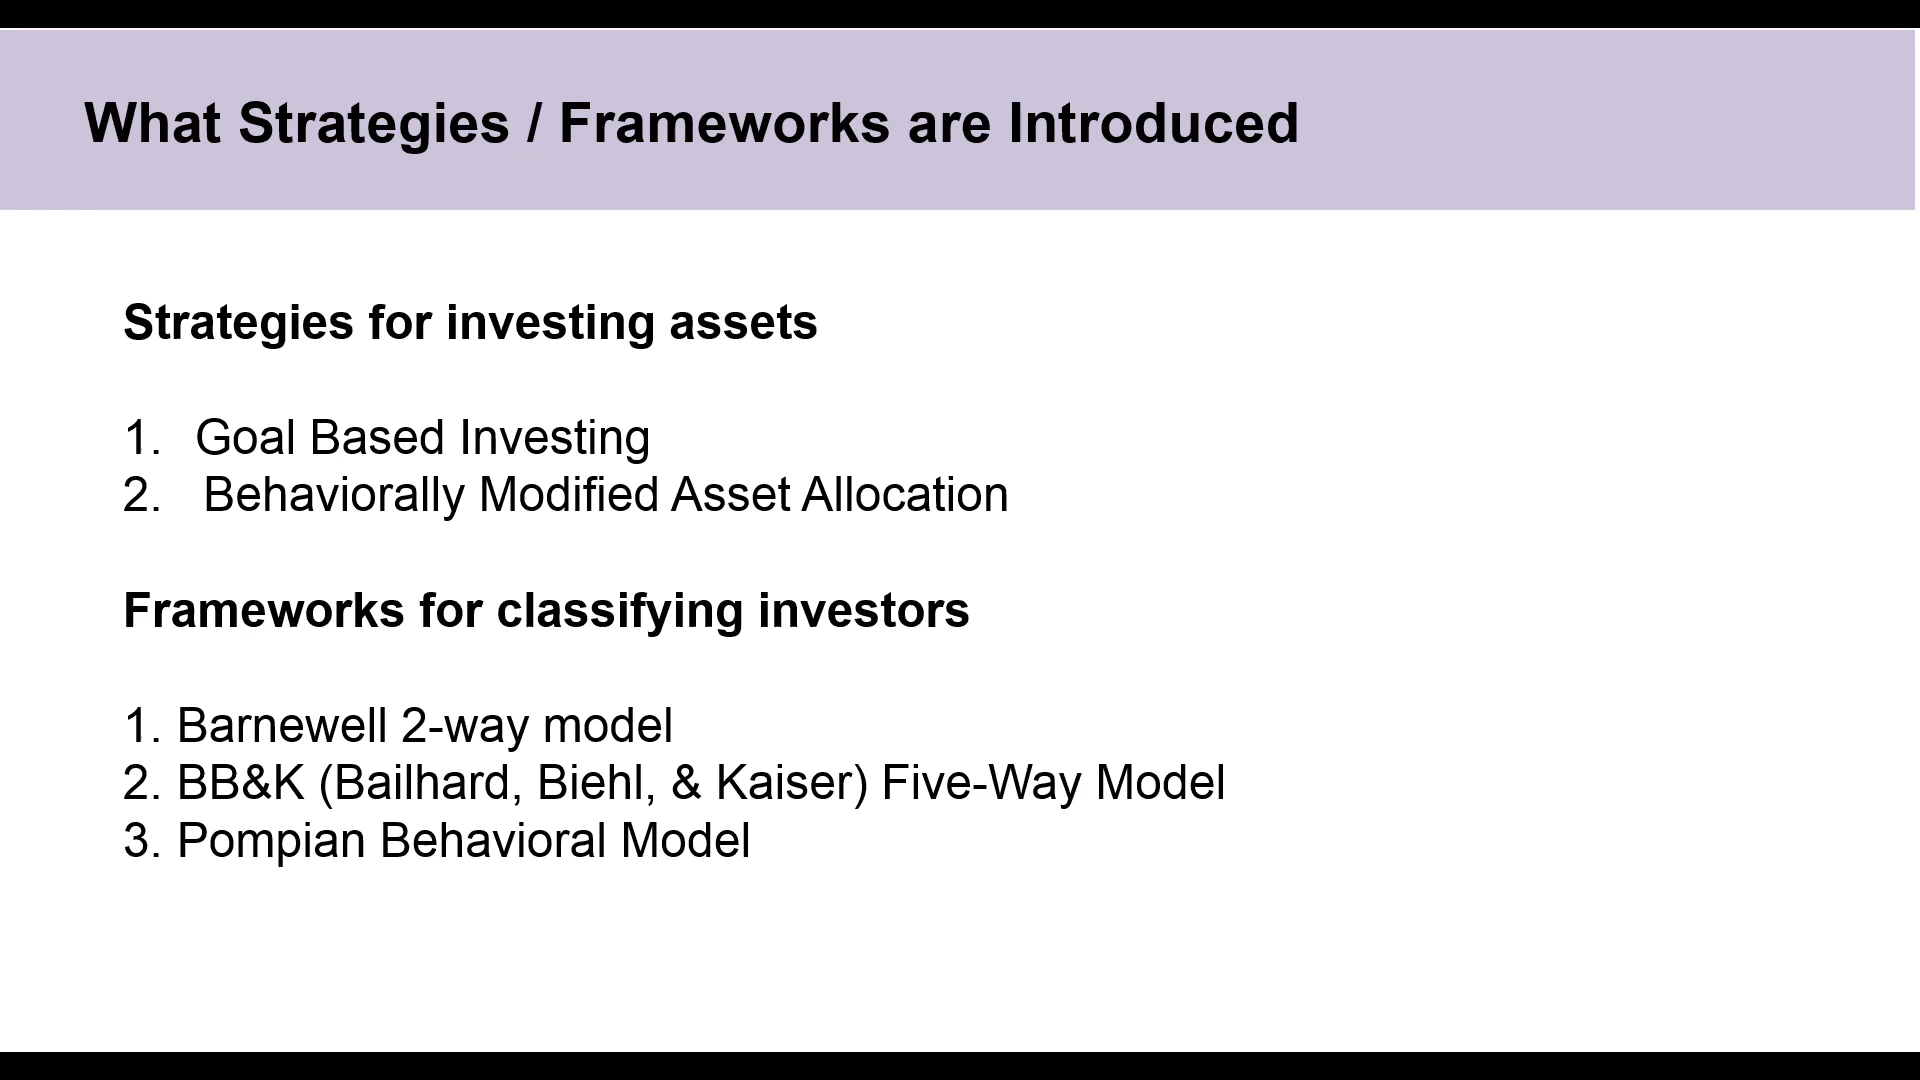 What Strategies / Frameworks are Introduced
Strategies for investing assets
1. Goal Based Investing
2. Behaviorally Modified Asset Allocation
Frameworks for classifying investors
1. Barnewell 2-way model
2. BB&K (Bailhard, Biehl, & Kaiser) Five-Way Model
3. Pompian Behavioral Model